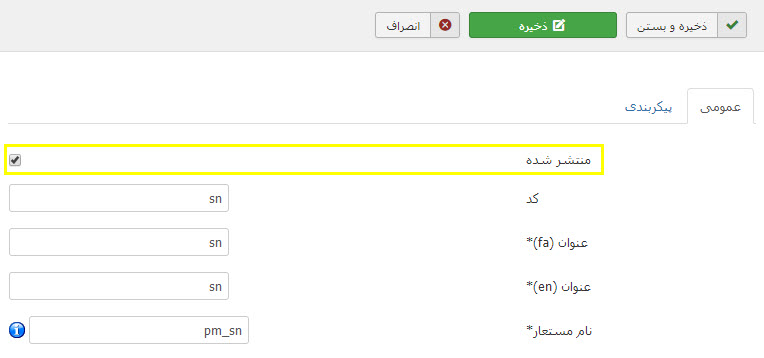 ذخیره و بستن ذخیره انصراف
عمومی پیکربندی
منتشر شده
کد sn
عنوان (fa)* sn
عنوان (en)* sn
نام مستعار* pm_sn